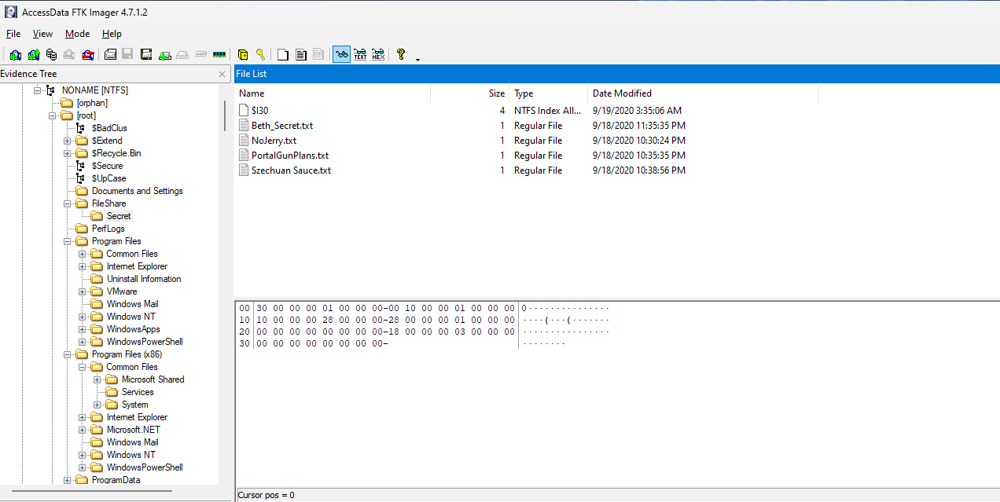 AccessData FTK Imager 4.7.1.2
File View Mode Help
Evidence Tree
NONAME [NTFS]
[orphan]
[root]
$BadClus
$Extend
$Recycle.Bin
$Secure
$UpCase
Documents and Settings
FileShare
Secret
PerfLogs
Program Files
Common Files
Internet Explorer
Uninstall Information
VMware
Windows Mail
Windows NT
WindowsApps
WindowsPowerShell
Program Files (x86)
Common Files
Microsoft Shared
Services
System
Internet Explorer
Microsoft.NET
Windows Mail
Windows NT
WindowsPowerShell
ProgramData
File List
Name Size Type Date Modified
$I30 4 NTFS Index All... 9/19/2020 3:35:06 AM
Beth_Secret.txt 1 Regular File 9/18/2020 11:35:35 PM
NoJerry.txt 1 Regular File 9/18/2020 10:30:24 PM
PortalGunPlans.txt 1 Regular File 9/18/2020 10:35:35 PM
Szechuan Sauce.txt 1 Regular File 9/18/2020 10:38:56 PM
00 30 00 00 00 01 00 00 00-00 10 00 00 01 00 00 00 0···············
10 10 00 00 00 28 00 00 00-28 00 00 00 01 00 00 00 ····(···(·······
20 00 00 00 00 00 00 00 00-18 00 00 00 03 00 00 00 ················
30 00 00 00 00 00 00 00 00- ········
Cursor pos = 0